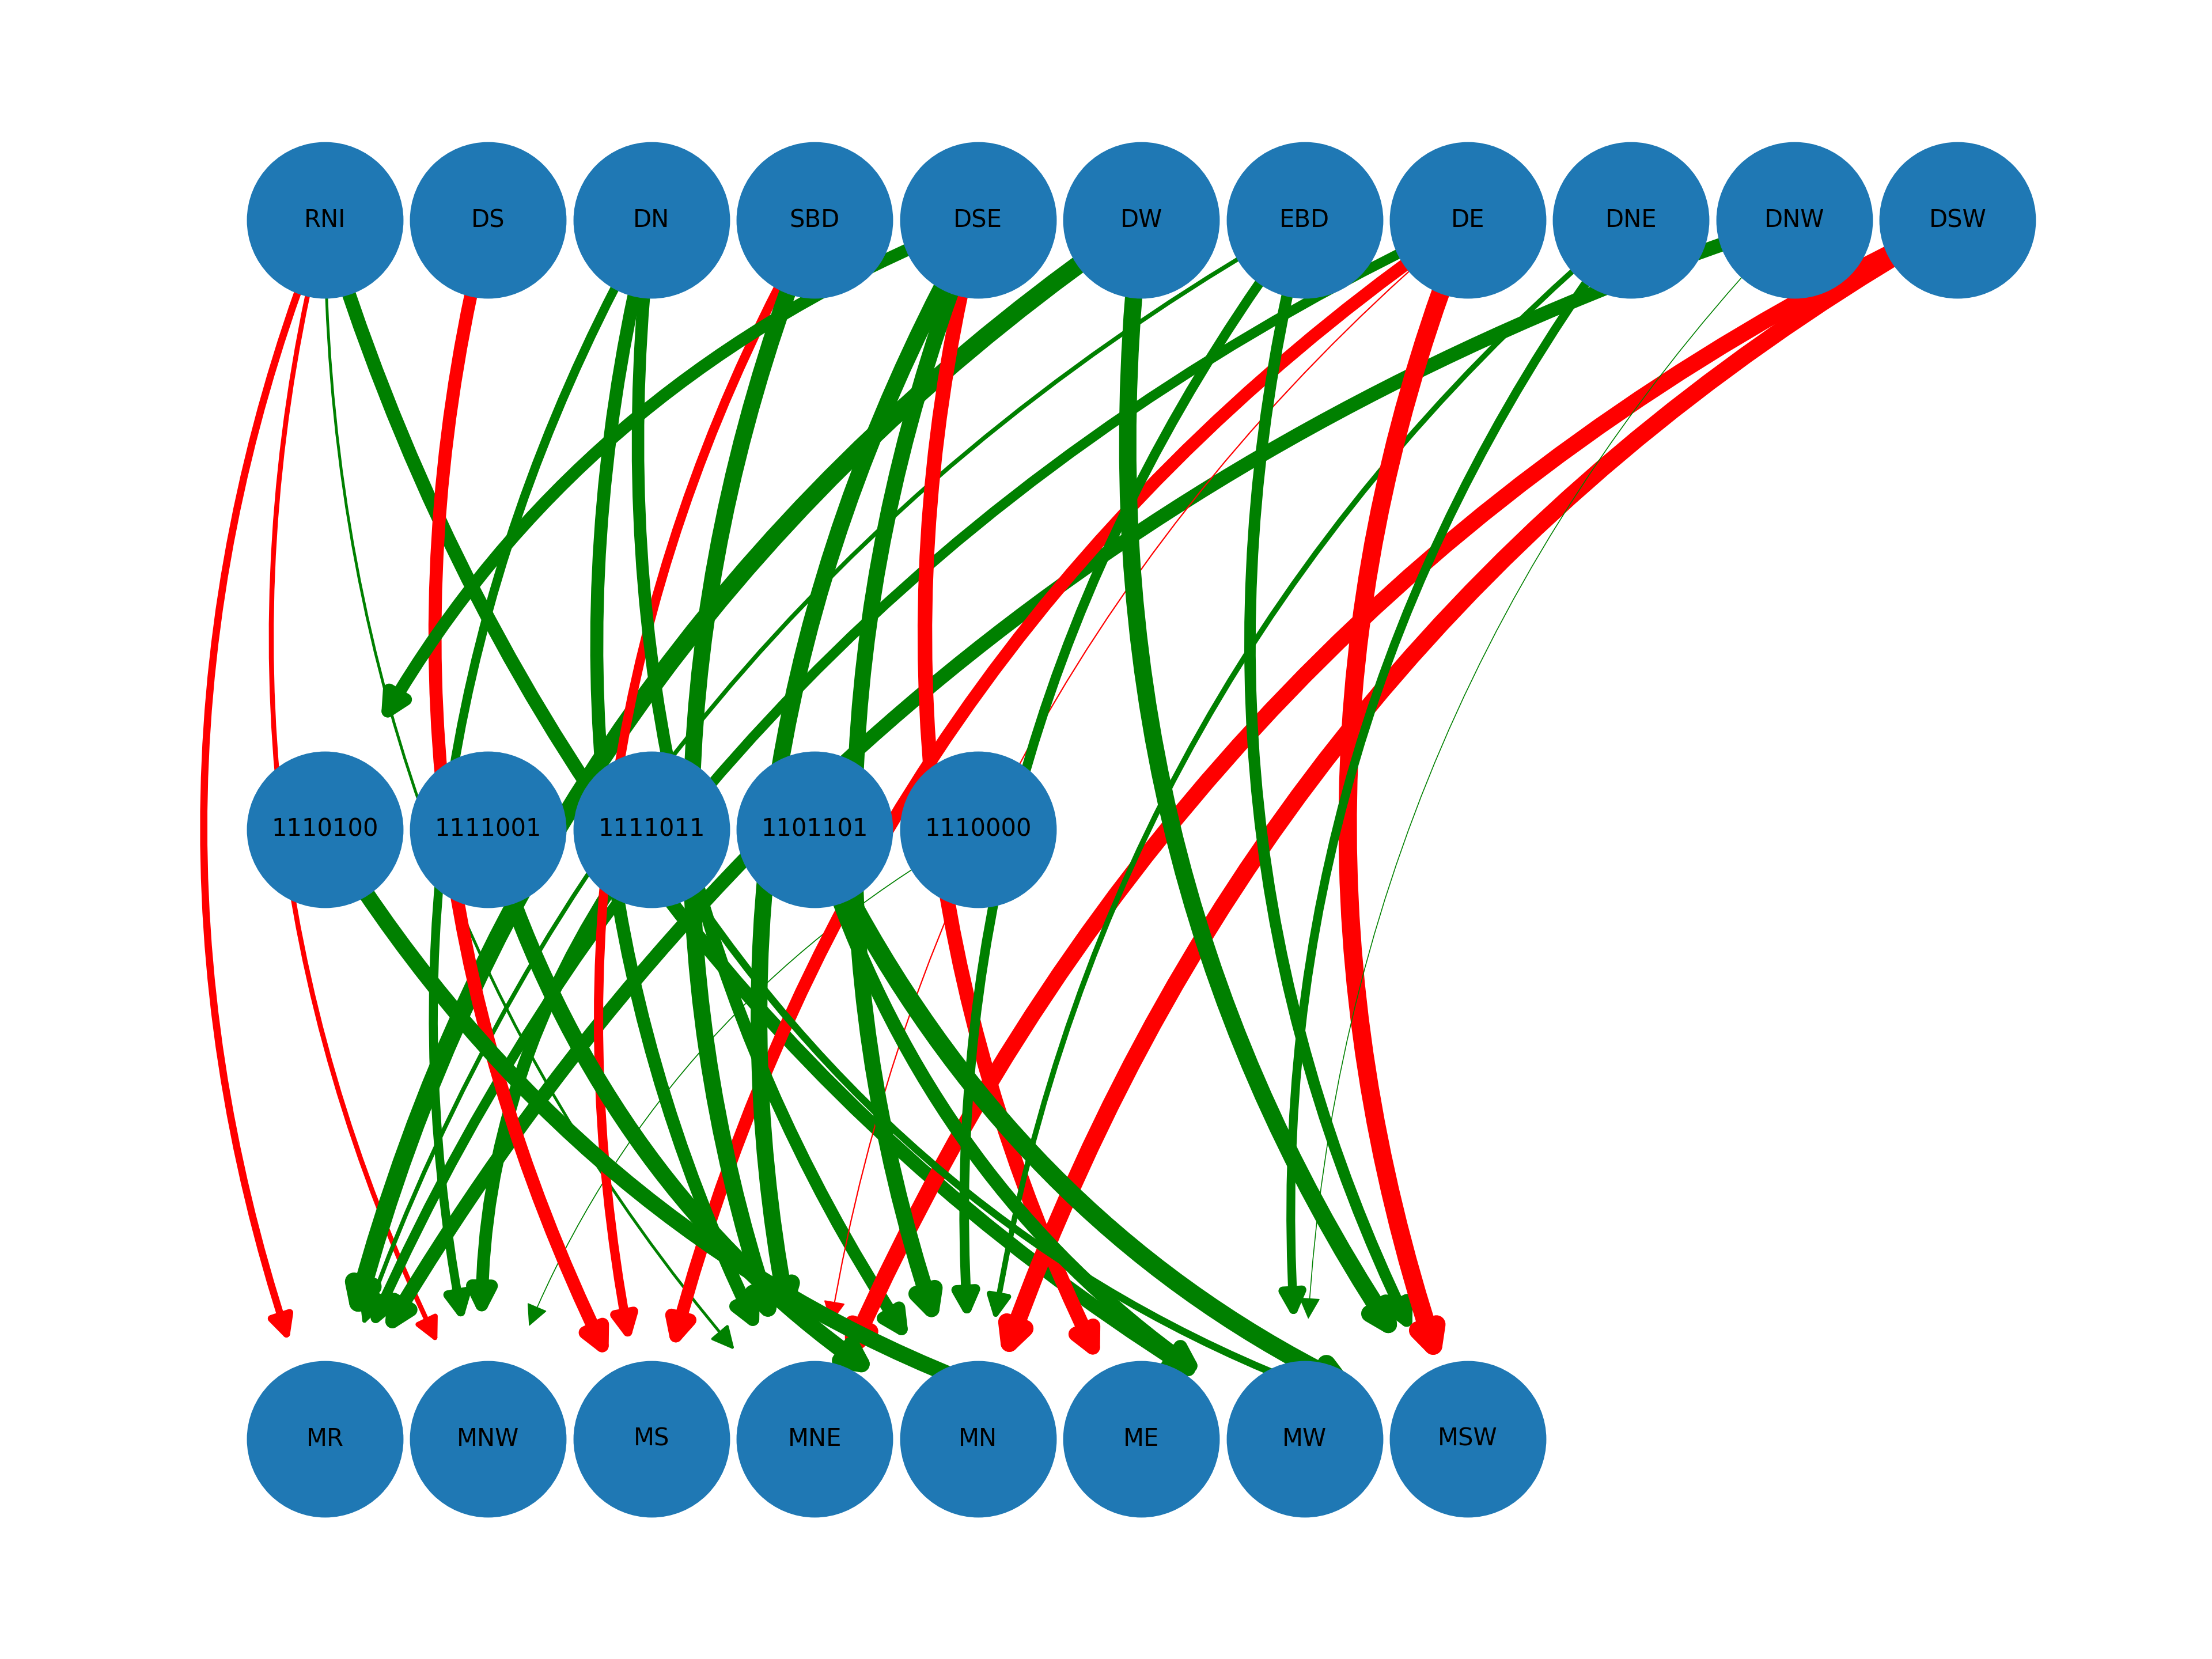 RNI DS DN SBD DSE DW EBD DE DNE DNW DSW
1110100 1111001 1111011 1101101 1110000
MR MNW MS MNE MN ME MW MSW